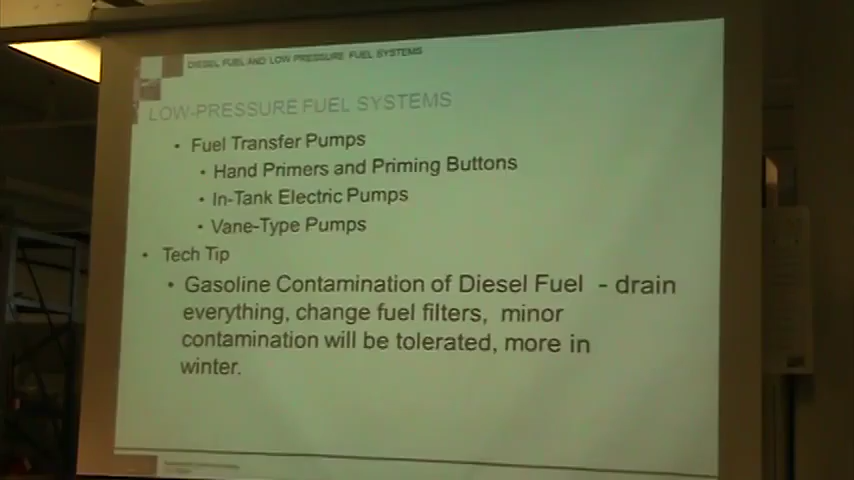 DIESEL FUEL AND LOW PRESSURE FUEL SYSTEMS
LOW-PRESSURE FUEL SYSTEMS
• Fuel Transfer Pumps
• Hand Primers and Priming Buttons
• In-Tank Electric Pumps
• Vane-Type Pumps
• Tech Tip
• Gasoline Contamination of Diesel Fuel - drain
everything, change fuel filters, minor
contamination will be tolerated, more in
winter.